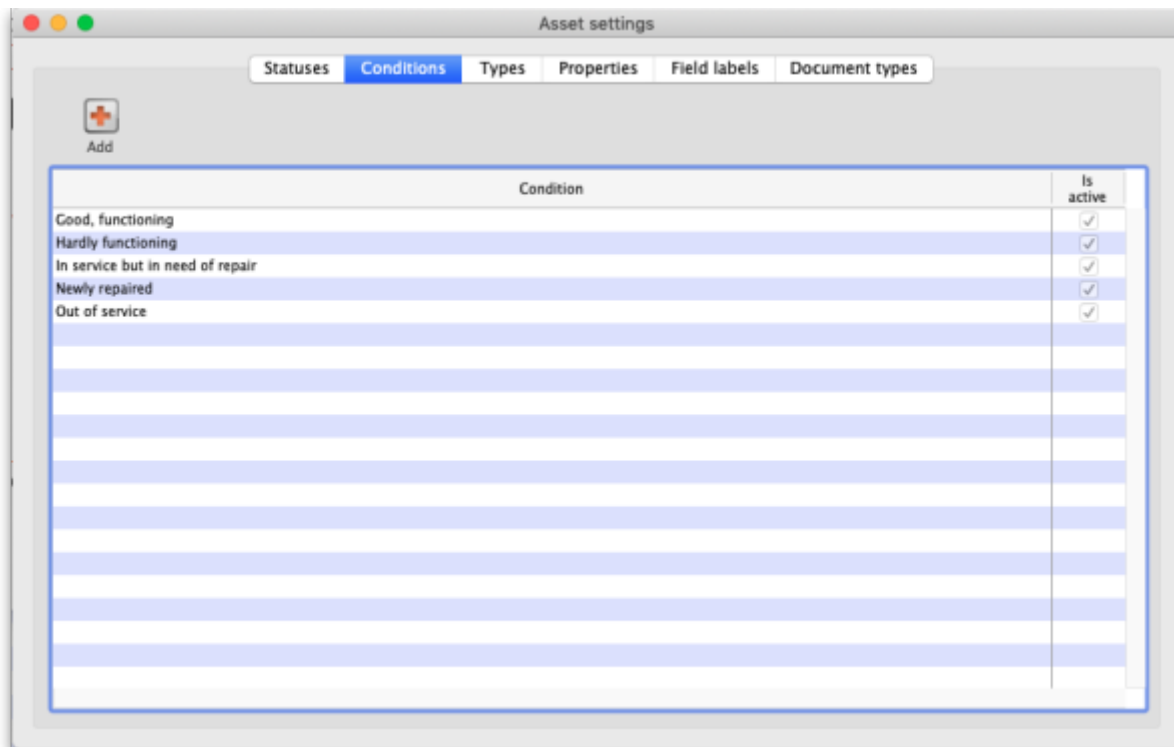 Asset settings
Statuses Conditions Types Properties Field labels Document types
Add
Condition
Is
active
Good, functioning
Hardly functioning
In service but in need of repair
Newly repaired
Out of service